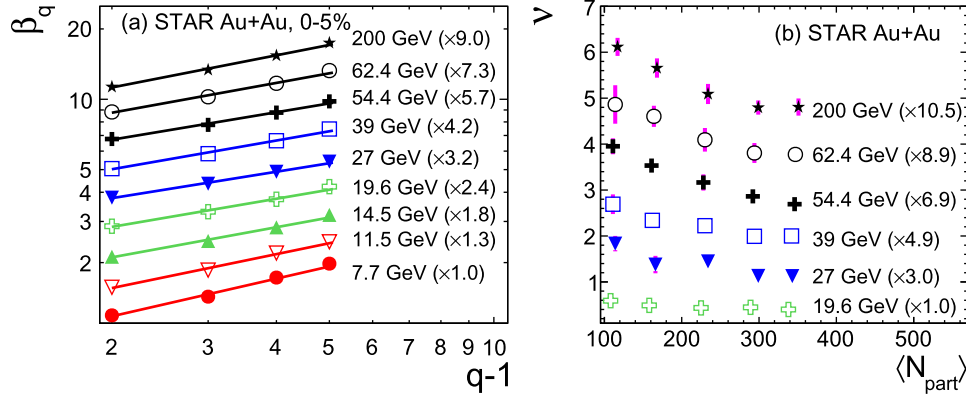 β_q
(a) STAR Au+Au, 0-5%
20
10
5
4
3
2
200 GeV (×9.0)
62.4 GeV (×7.3)
54.4 GeV (×5.7)
39 GeV (×4.2)
27 GeV (×3.2)
19.6 GeV (×2.4)
14.5 GeV (×1.8)
11.5 GeV (×1.3)
7.7 GeV (×1.0)
2 3 4 5 6 7 8 10
q-1
ν
(b) STAR Au+Au
7
6
5
4
3
2
1
200 GeV (×10.5)
62.4 GeV (×8.9)
54.4 GeV (×6.9)
39 GeV (×4.9)
27 GeV (×3.0)
19.6 GeV (×1.0)
100 200 300 400 500
⟨N_part⟩